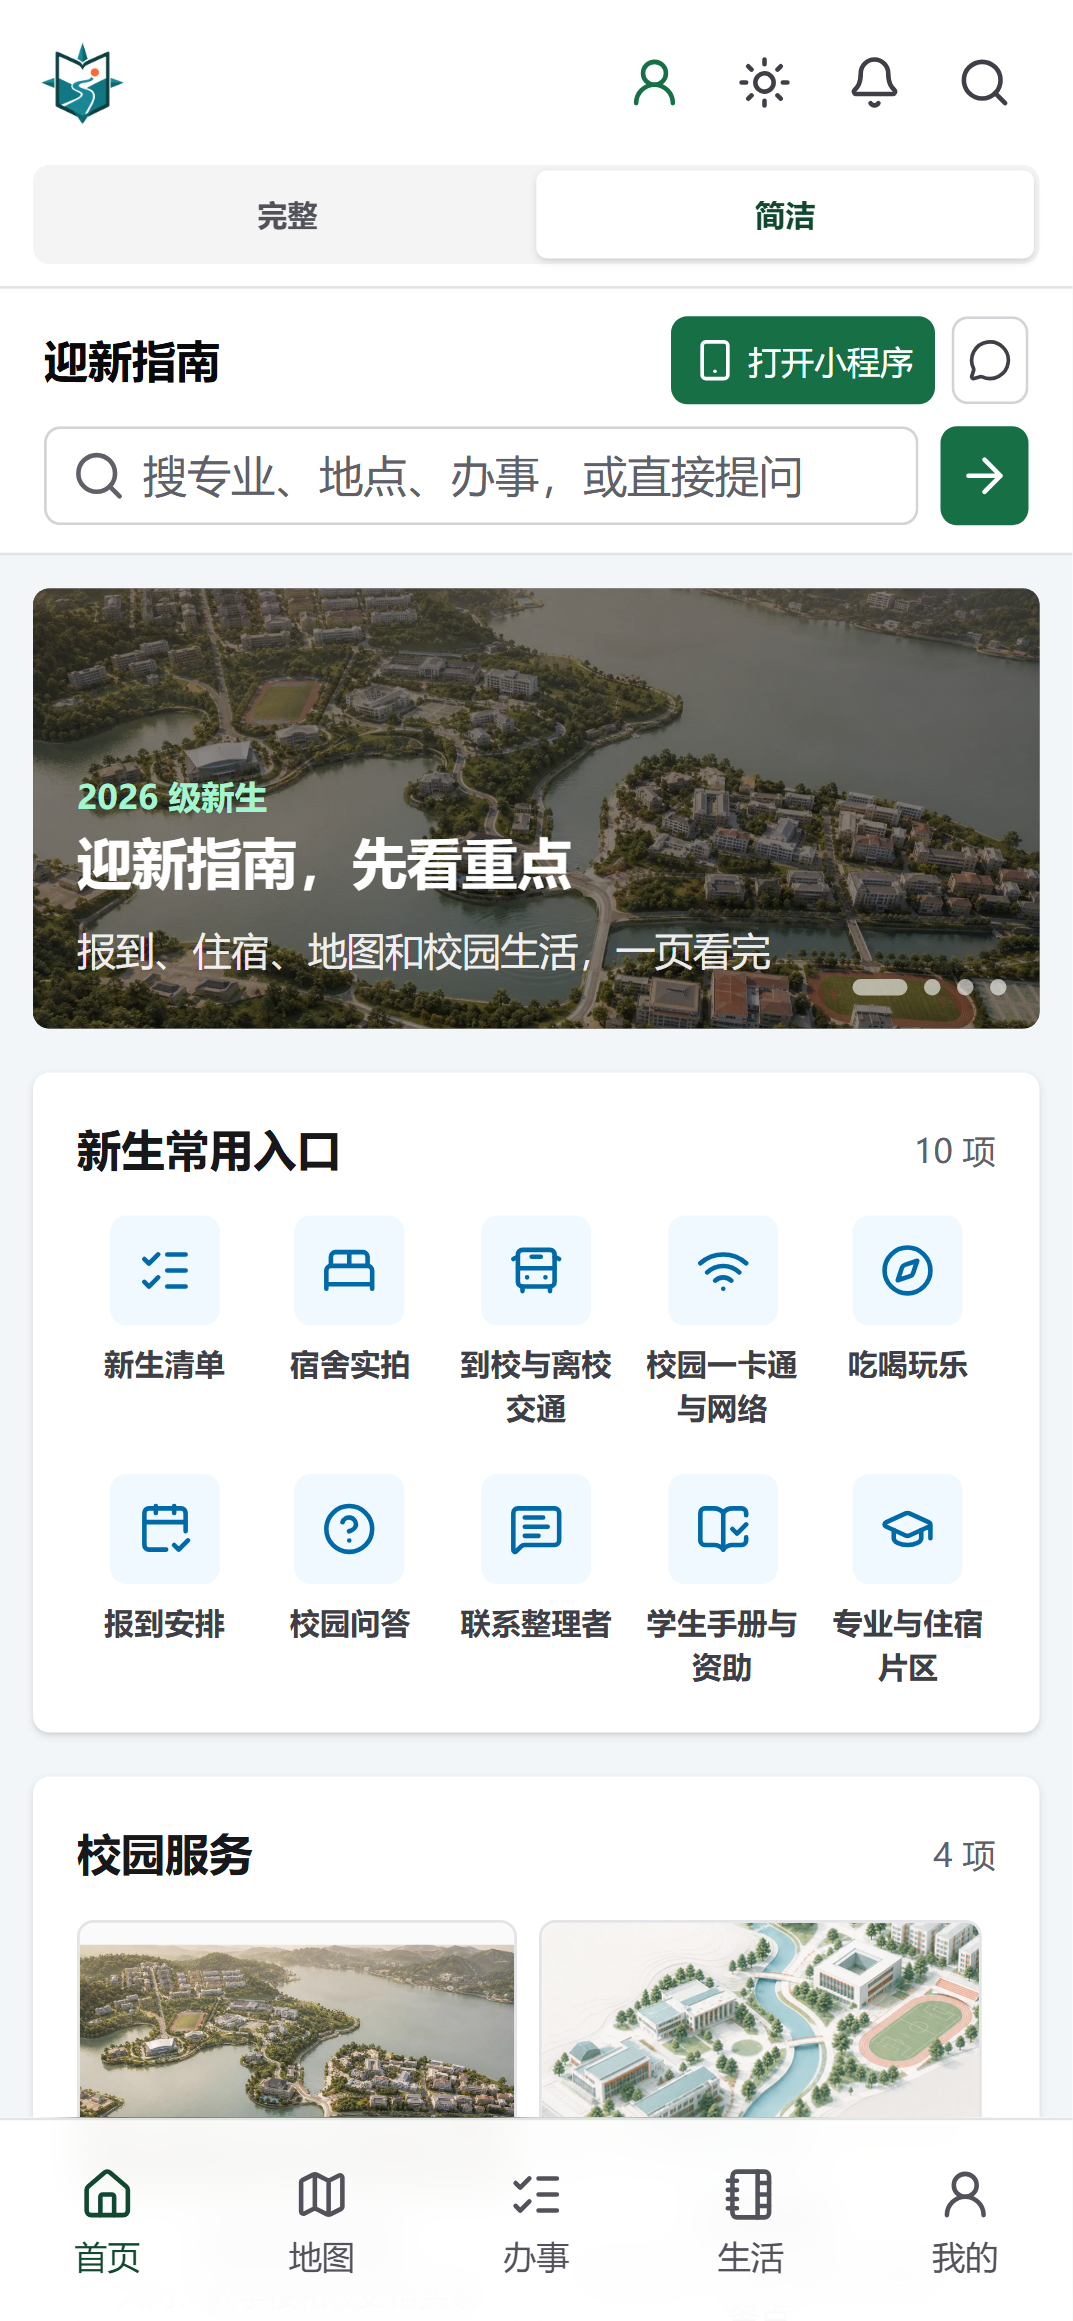 完整
简洁
迎新指南
打开小程序
搜专业、地点、办事，或直接提问
2026 级新生
迎新指南，先看重点
报到、住宿、地图和校园生活，一页看完
新生常用入口
10 项
新生清单
宿舍实拍
到校与离校
交通
校园一卡通
与网络
吃喝玩乐
报到安排
校园问答
联系整理者
学生手册与
资助
专业与住宿
片区
校园服务
4 项
首页
地图
办事
生活
我的